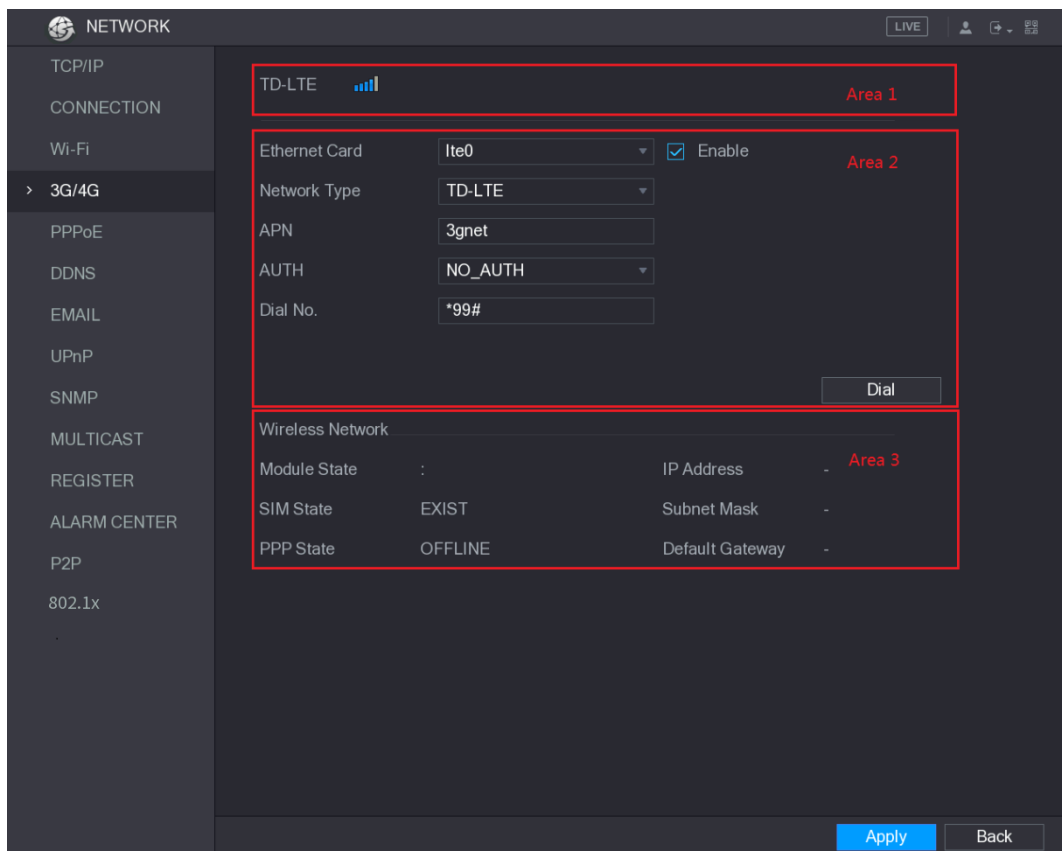 NETWORK LIVE
TCP/IP
CONNECTION
Wi-Fi
3G/4G
PPPoE
DDNS
EMAIL
UPnP
SNMP
MULTICAST
REGISTER
ALARM CENTER
P2P
802.1x
TD-LTE Area 1
Ethernet Card lte0 Enable Area 2
Network Type TD-LTE
APN 3gnet
AUTH NO_AUTH
Dial No. *99#
Dial
Wireless Network
Module State : IP Address - Area 3
SIM State EXIST Subnet Mask -
PPP State OFFLINE Default Gateway -
Apply Back